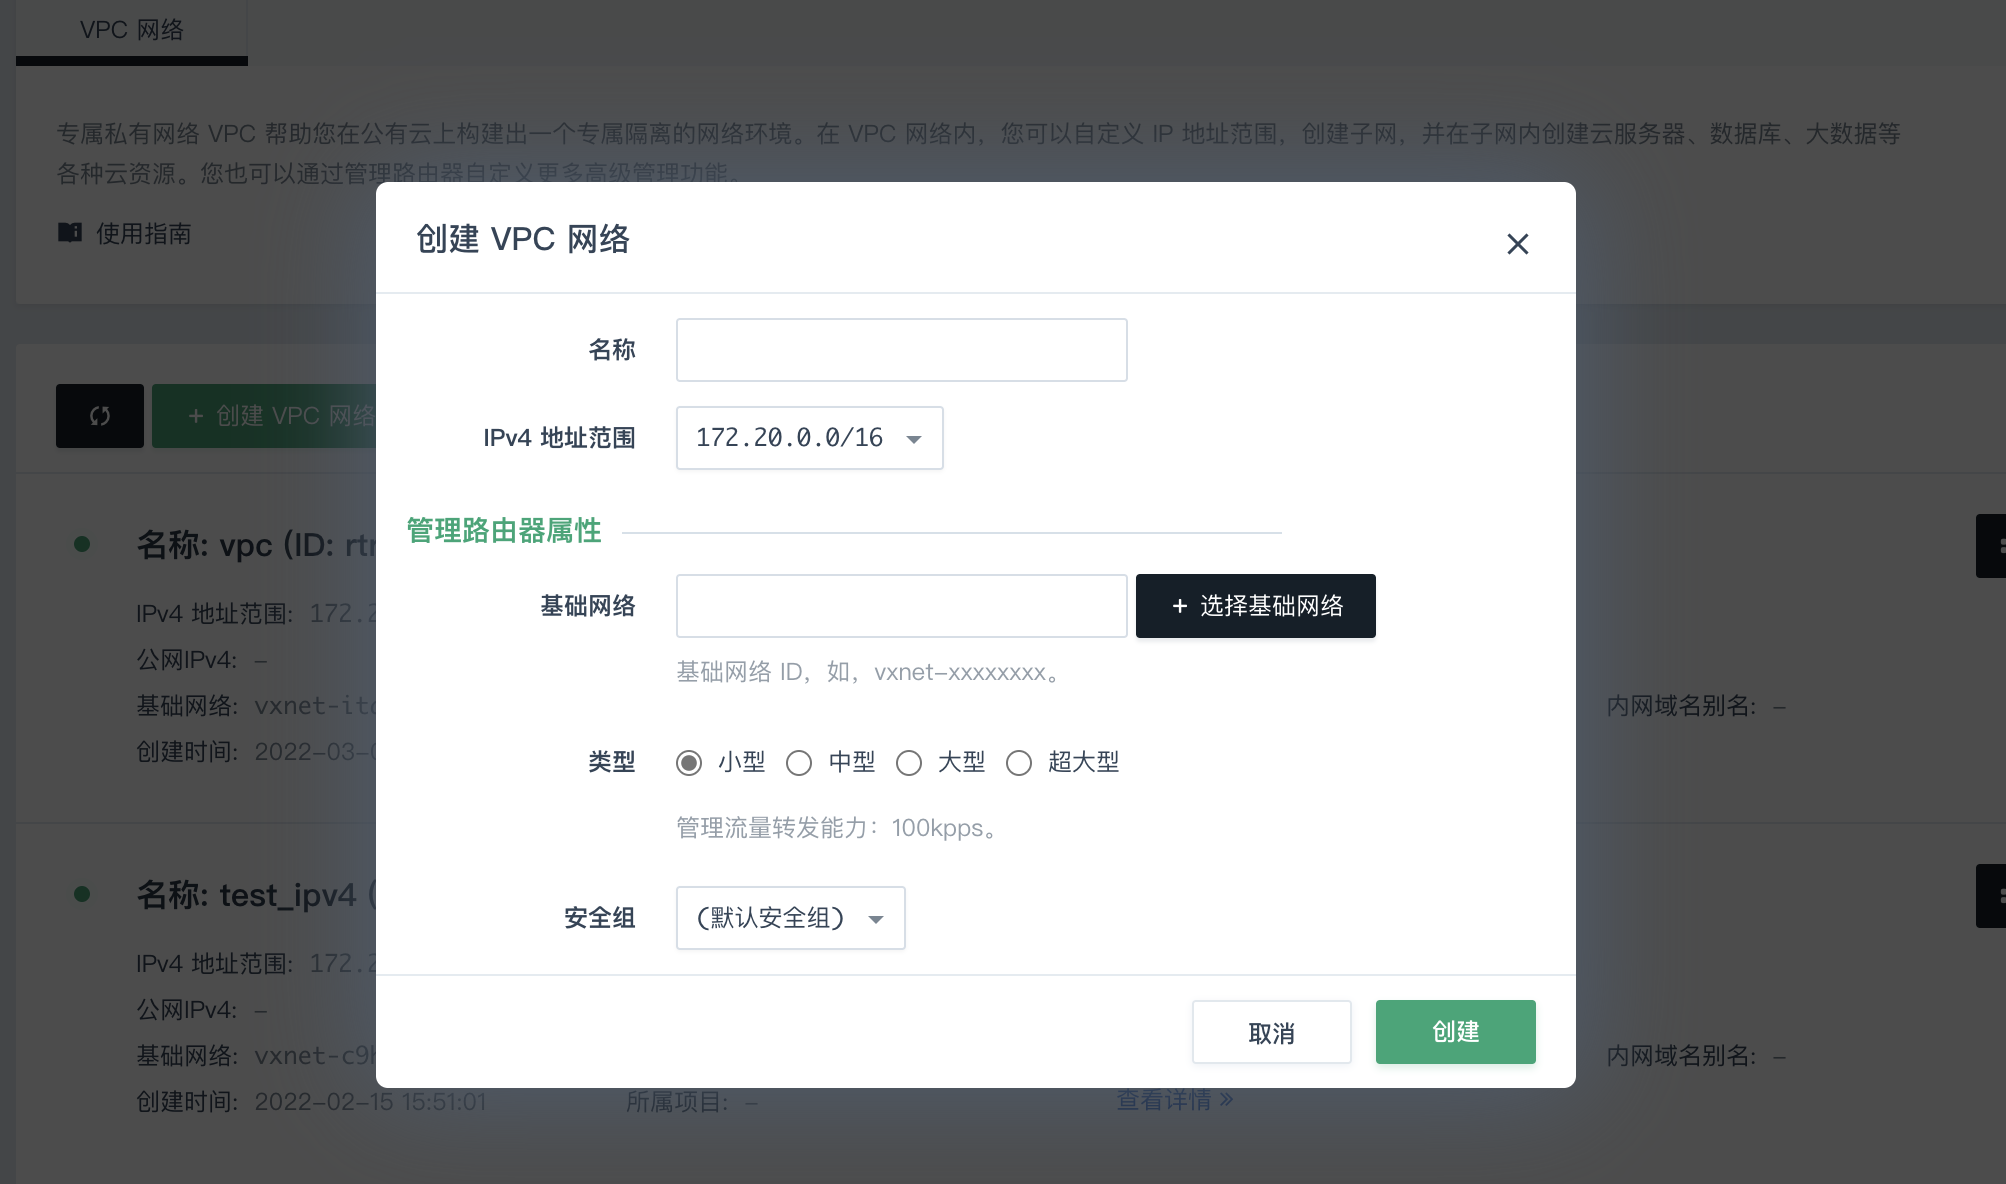 VPC 网络
专属私有网络 VPC 帮助您在公有云上构建出一个专属隔离的网络环境。在 VPC 网络内，您可以自定义 IP 地址范围，创建子网，并在子网内创建云服务器、数据库、大数据等
各种云资源。您也可以通过管理路由器自定义更多高级管理功能。
使用指南
创建 VPC 网络
名称
+ 创建 VPC 网络
IPv4 地址范围 172.20.0.0/16
管理路由器属性
名称: vpc (ID:
基础网络 + 选择基础网络
IPv4 地址范围:
公网IPv4: –
基础网络 ID，如，vxnet-xxxxxxxx。
基础网络: 内网域名别名: –
创建时间:
类型 小型 中型 大型 超大型
管理流量转发能力：100kpps。
名称: test_ipv4 (
安全组 (默认安全组)
IPv4 地址范围:
公网IPv4: –
取消 创建
基础网络: 内网域名别名: –
创建时间: 2022-02-15 15:51:01 所属项目: – 查看详情 »